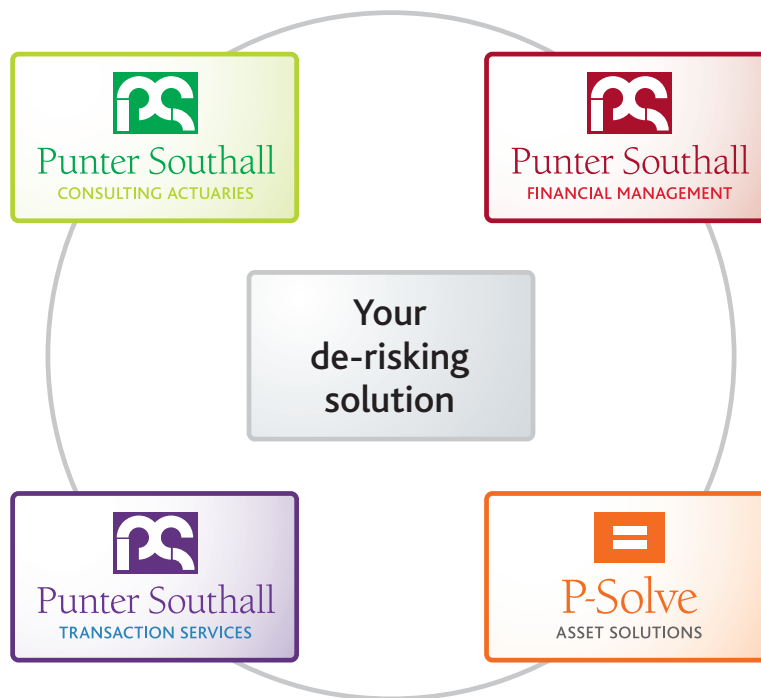 Punter Southall
CONSULTING ACTUARIES
Punter Southall
FINANCIAL MANAGEMENT
Your
de-risking
solution
Punter Southall
TRANSACTION SERVICES
P-Solve
ASSET SOLUTIONS